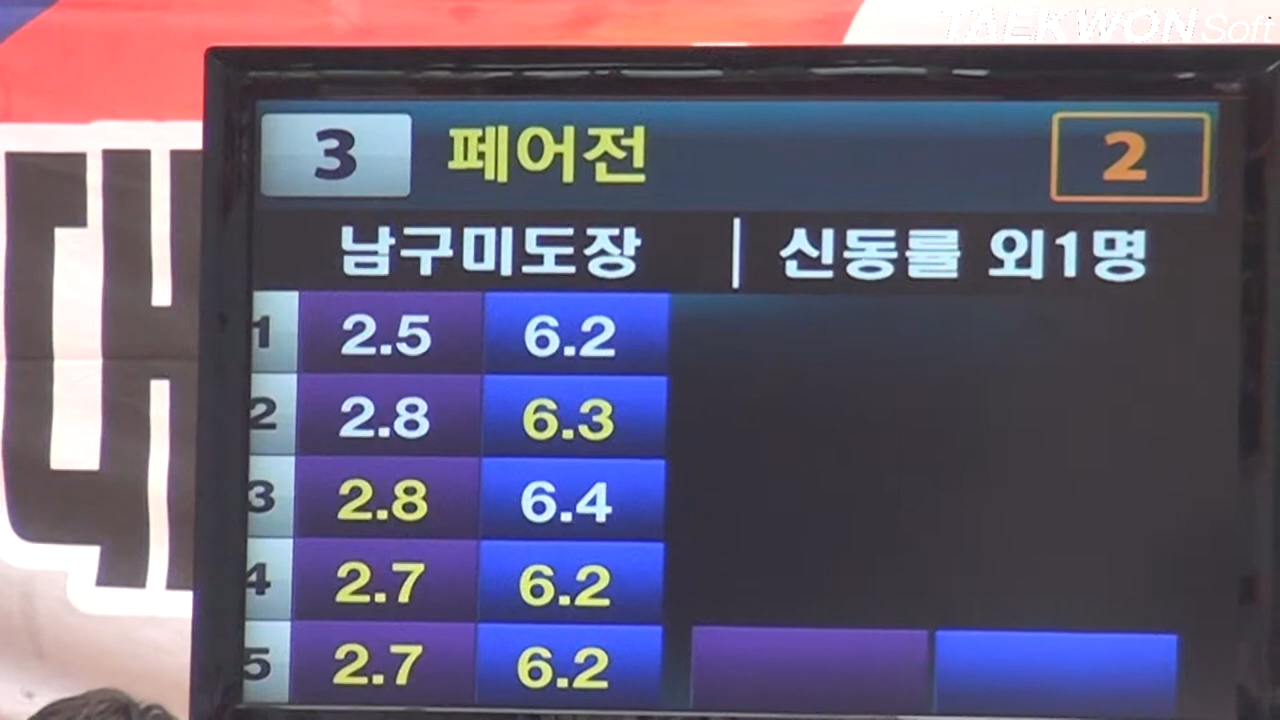 TAEKWON Soft
3 페어전 2
남구미도장 | 신동률 외1명
1 2.5 6.2
2 2.8 6.3
3 2.8 6.4
4 2.7 6.2
5 2.7 6.2